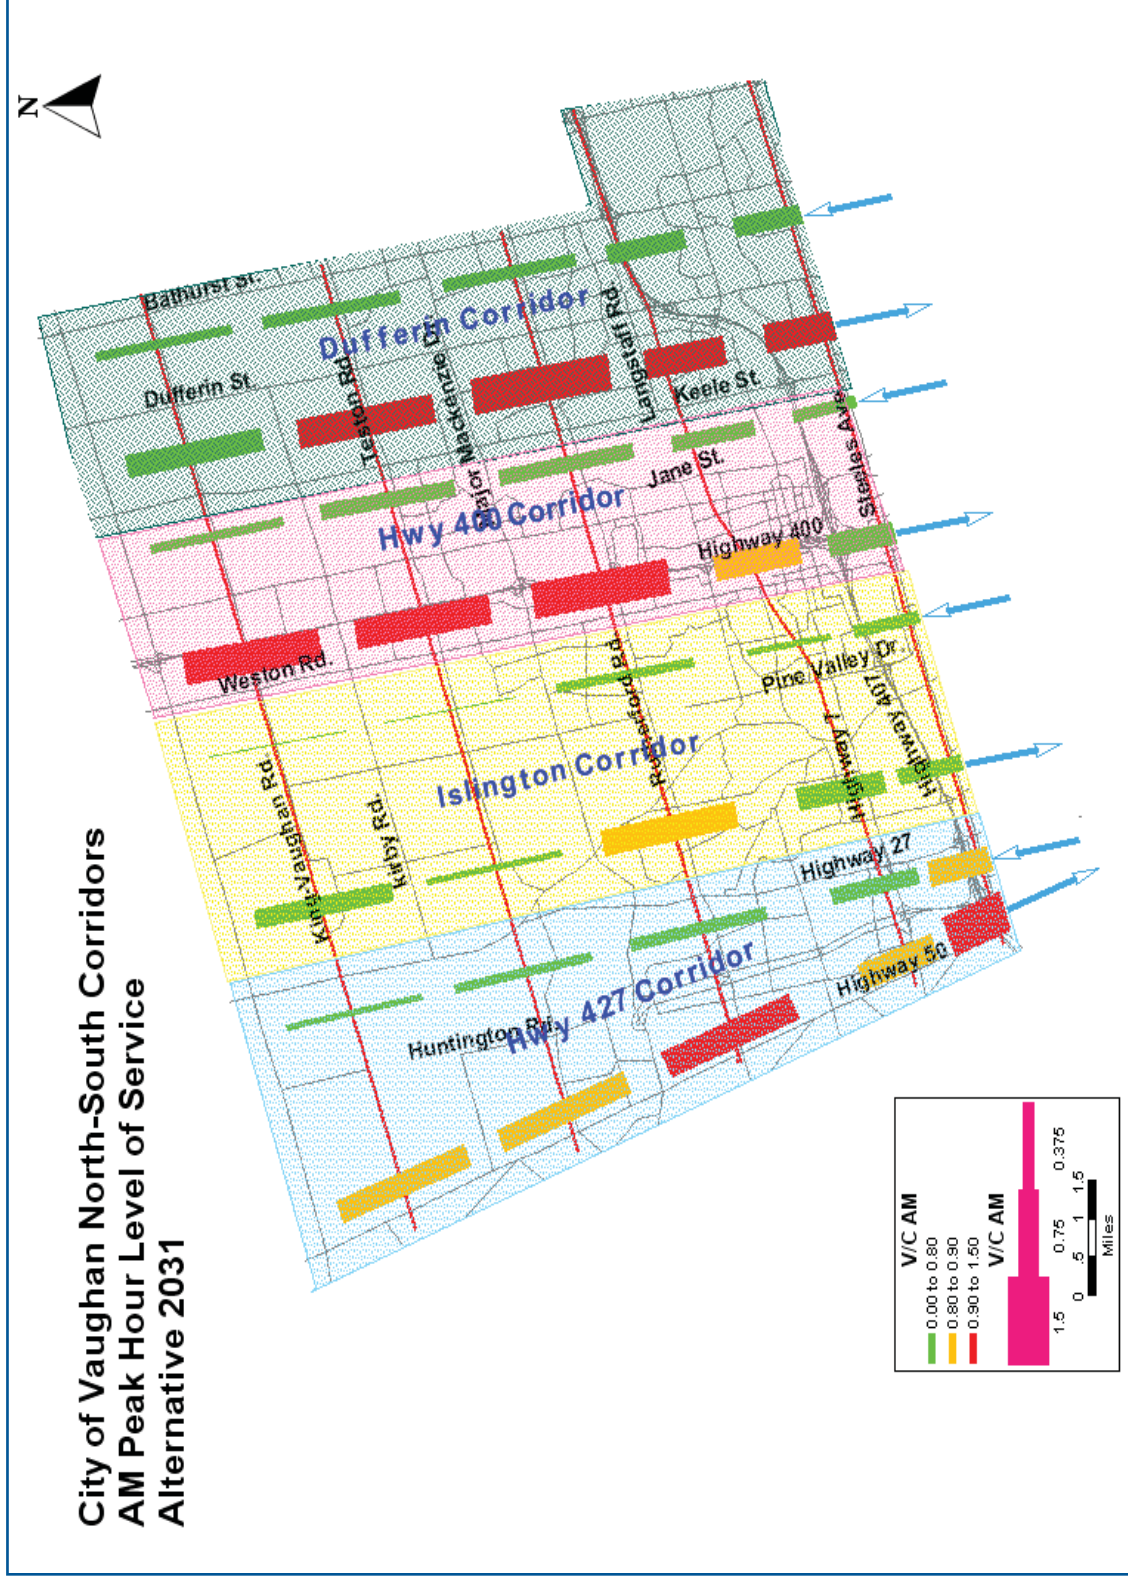 City of Vaughan North-South Corridors
AM Peak Hour Level of Service
Alternative 2031
N
Bathurst St.
Dufferin St.
Dufferin Corridor
Teston Rd.
Major Mackenzie Dr.
Langstaff Rd.
Keele St.
Hwy 400 Corridor
Jane St.
Highway 400
Steeles Ave.
Weston Rd.
Rutherford Rd.
Pine Valley Dr.
Highway 407
Highway 7
Islington Corridor
King-Vaughan Rd.
Kirby Rd.
Highway 27
Hwy 427 Corridor
Huntington Rd.
Highway 50
V/C AM
0.00 to 0.80
0.80 to 0.90
0.90 to 1.50
V/C AM
1.5 0.75 0.375
0 .5 1 1.5
Miles